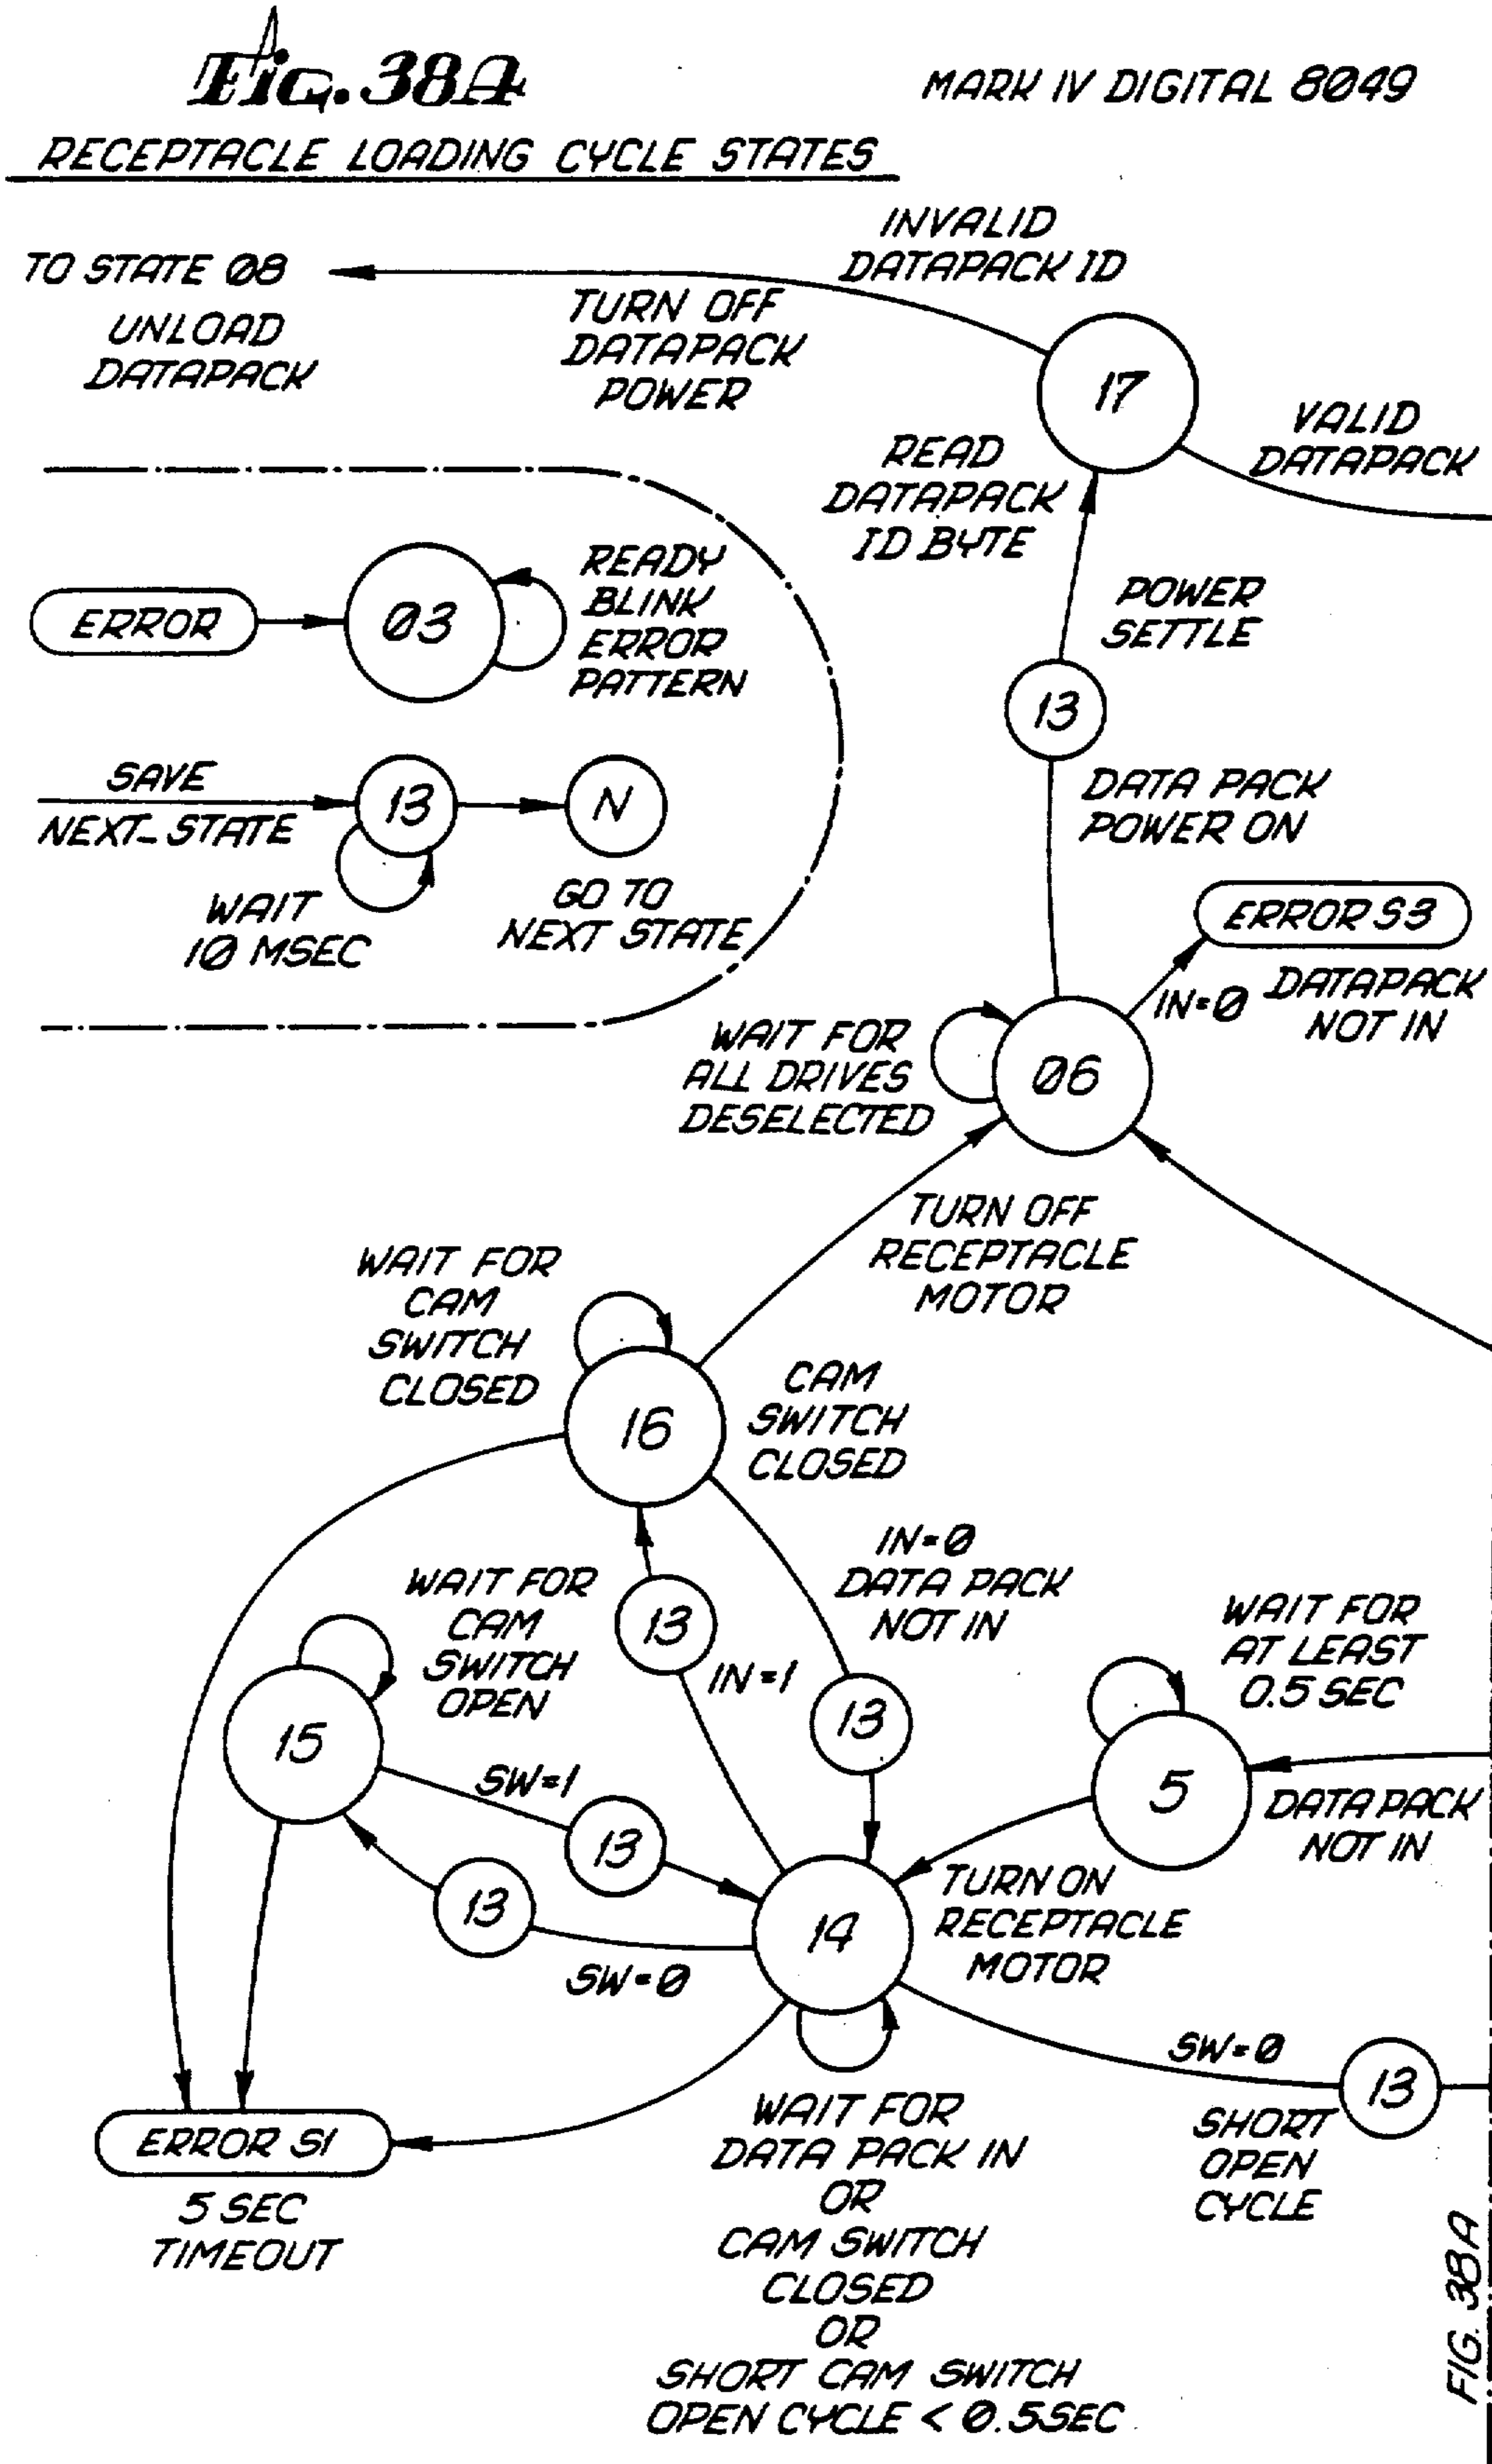 Fig. 38A
MARK IV DIGITAL 8049
RECEPTACLE LOADING CYCLE STATES
INVALID
DATAPACK ID
TO STATE 08
UNLOAD
DATAPACK
TURN OFF
DATAPACK
POWER
17
VALID
DATAPACK
READ
DATAPACK
ID BYTE
POWER
SETTLE
13
DATA PACK
POWER ON
ERROR
03
READY
BLINK
ERROR
PATTERN
SAVE
NEXT_STATE
13
N
WAIT
10 MSEC
GO TO
NEXT STATE
ERROR S3
IN=0
DATAPACK
NOT IN
WAIT FOR
ALL DRIVES
DESELECTED
06
TURN OFF
RECEPTACLE
MOTOR
WAIT FOR
CAM
SWITCH
CLOSED
16
CAM
SWITCH
CLOSED
IN=0
DATA PACK
NOT IN
WAIT FOR
CAM
SWITCH
OPEN
13
IN=1
13
WAIT FOR
AT LEAST
0.5 SEC
15
SW=1
13
5
DATA PACK
NOT IN
13
SW=0
14
TURN ON
RECEPTACLE
MOTOR
SW=0
13
SHORT
OPEN
CYCLE
ERROR S1
5 SEC
TIMEOUT
WAIT FOR
DATA PACK IN
OR
CAM SWITCH
CLOSED
OR
SHORT CAM SWITCH
OPEN CYCLE < 0.5SEC
FIG. 38A